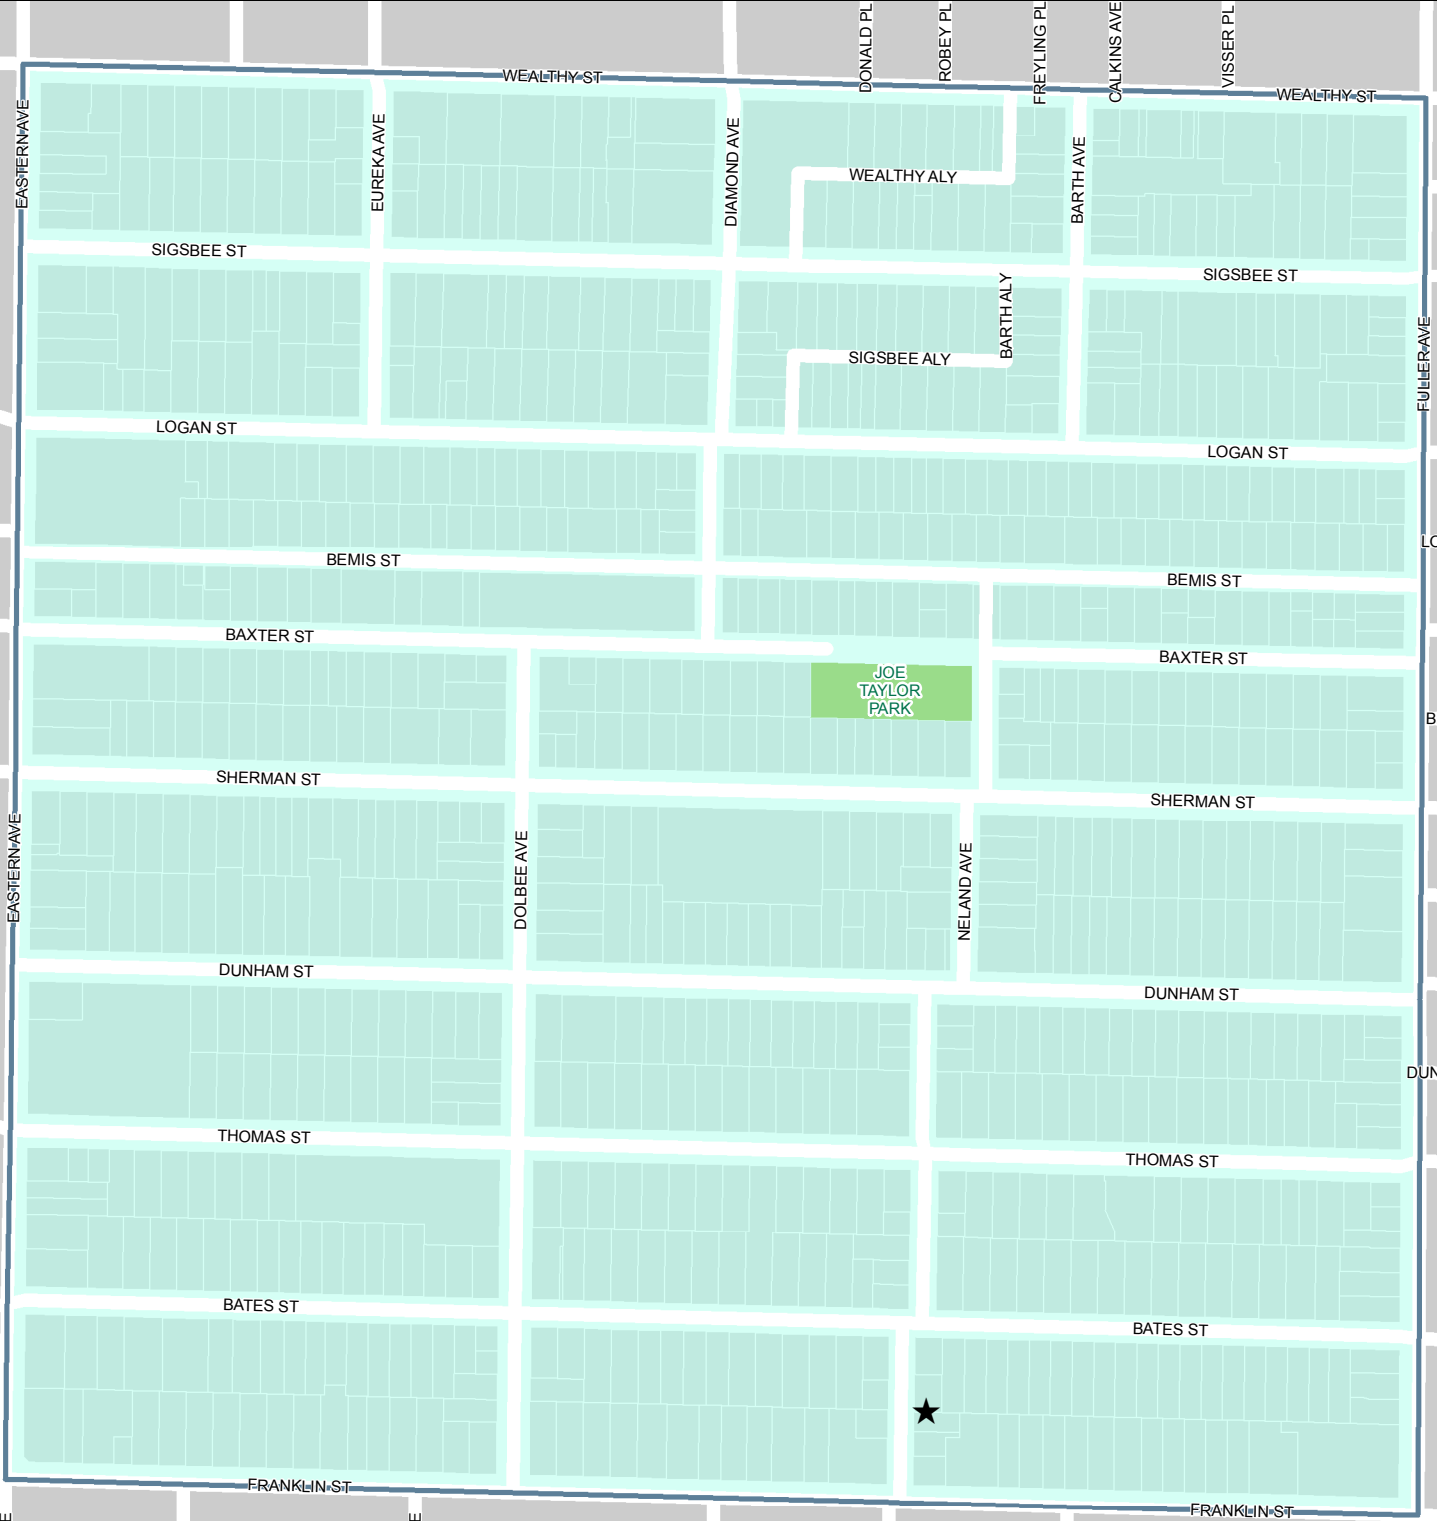 DONALD PL
ROBEY PL
FREYLING PL
CALKINS AVE
VISSER PL
WEALTHY ST
WEALTHY ST
EASTERN AVE
EUREKA AVE
DIAMOND AVE
BARTH AVE
WEALTHY ALY
SIGSBEE ST
SIGSBEE ST
BARTH ALY
FULLER AVE
SIGSBEE ALY
LOGAN ST
LOGAN ST
LO
BEMIS ST
BEMIS ST
BAXTER ST
BAXTER ST
JOE
TAYLOR
PARK
B
SHERMAN ST
SHERMAN ST
EASTERN AVE
DOLBEE AVE
NELAND AVE
DUNHAM ST
DUNHAM ST
DUN
THOMAS ST
THOMAS ST
BATES ST
BATES ST
FRANKLIN ST
FRANKLIN ST
E
E